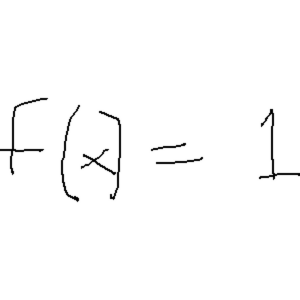 F(x) = 1